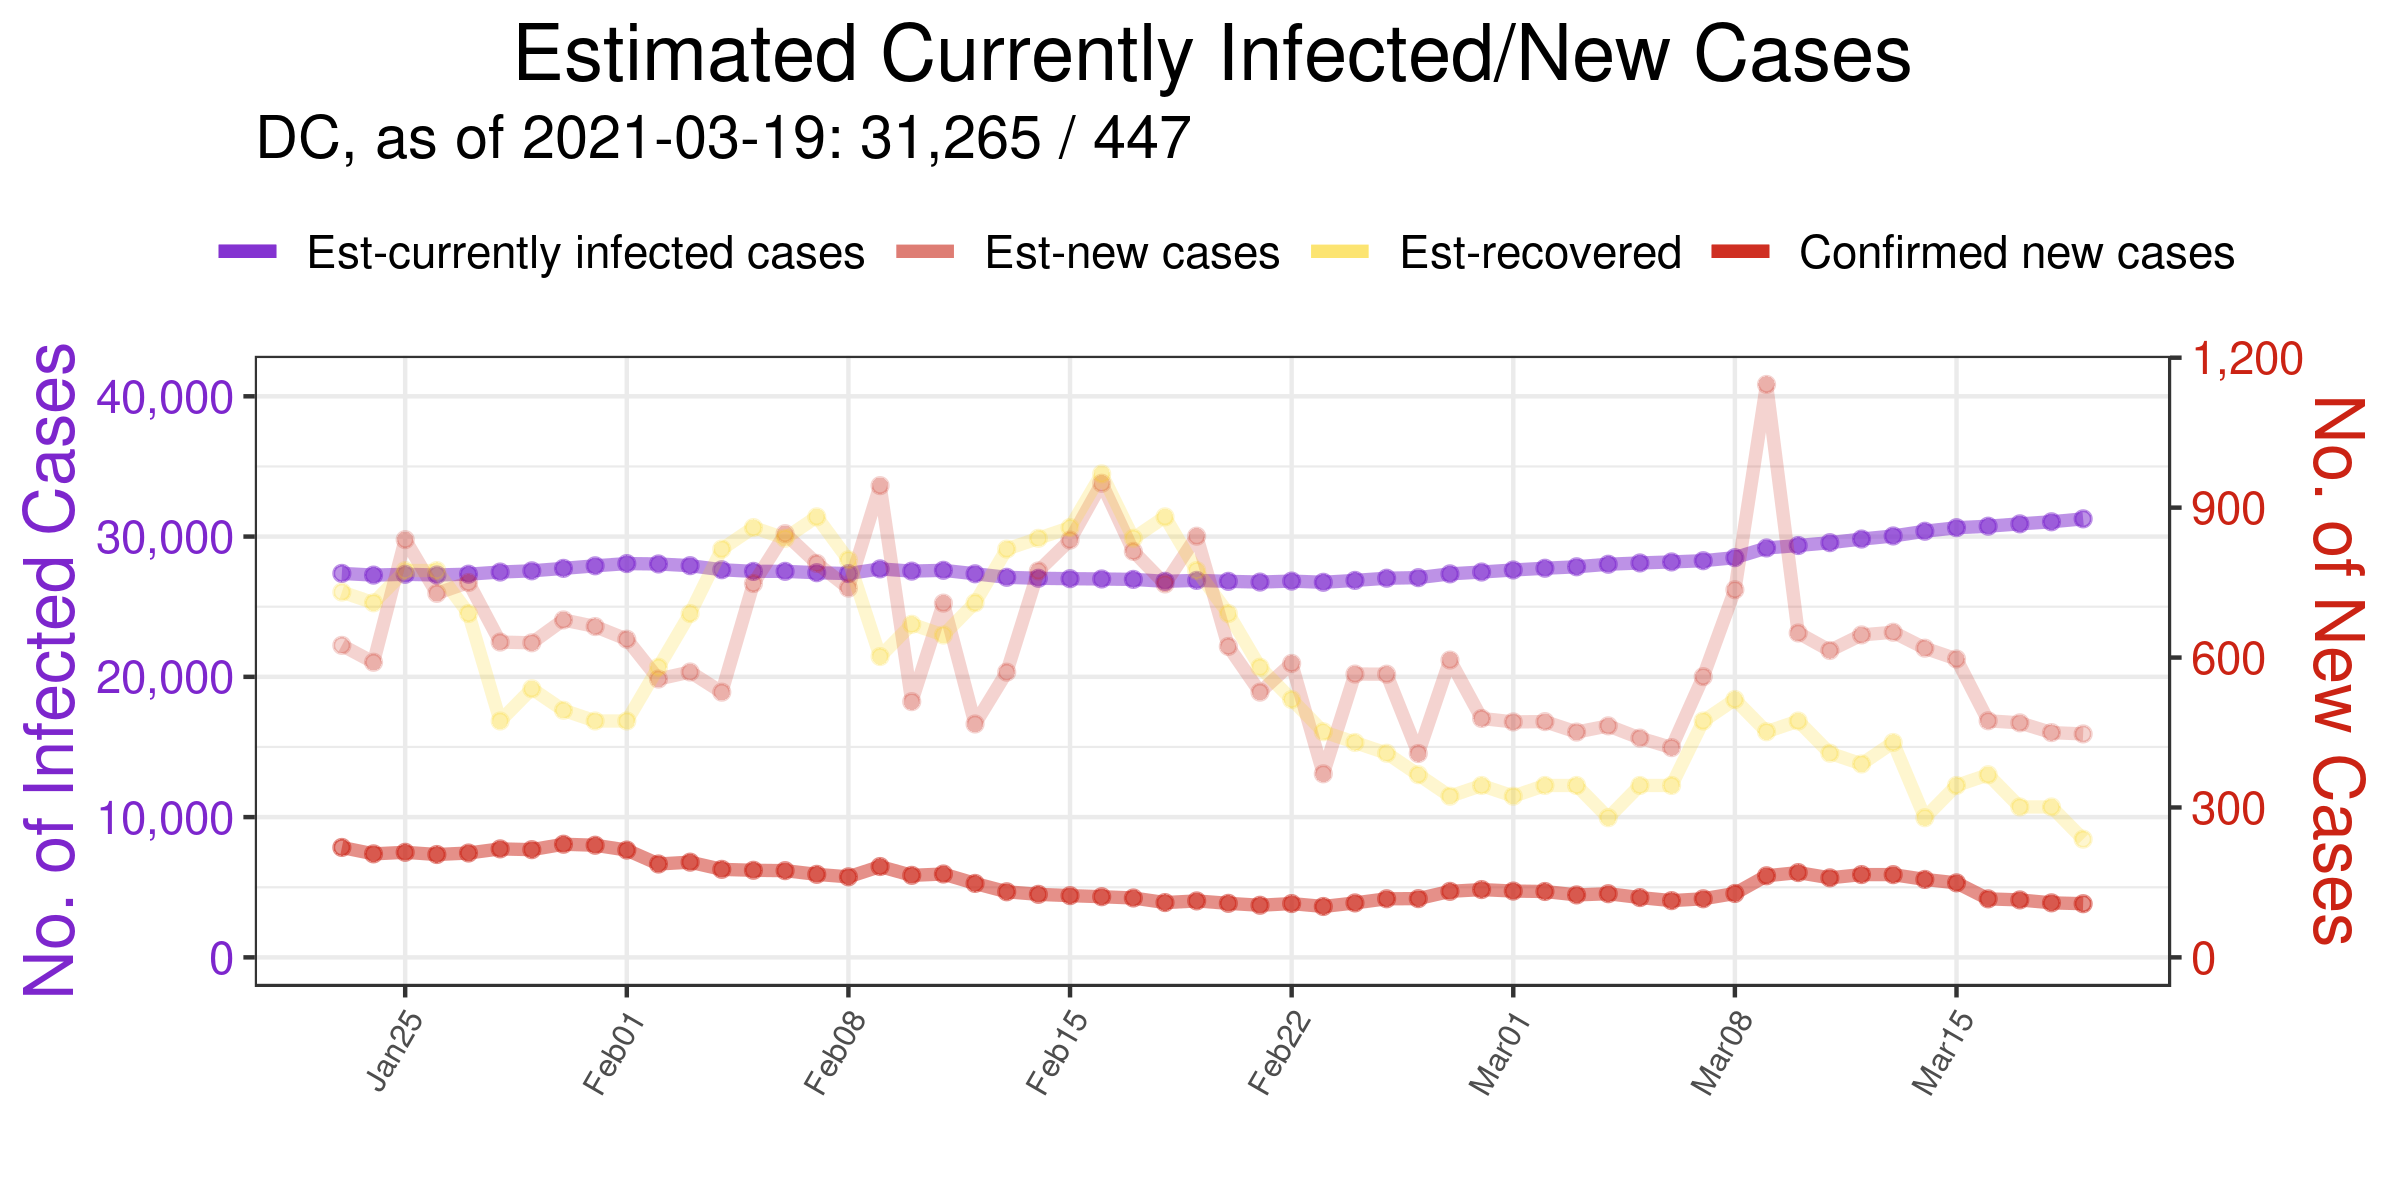 Estimated Currently Infected/New Cases
DC, as of 2021-03-19: 31,265 / 447
Est-currently infected cases Est-new cases Est-recovered Confirmed new cases
No. of Infected Cases
40,000
30,000
20,000
10,000
0
1,200
900
600
300
0
No. of New Cases
Jan25 Feb01 Feb08 Feb15 Feb22 Mar01 Mar08 Mar15